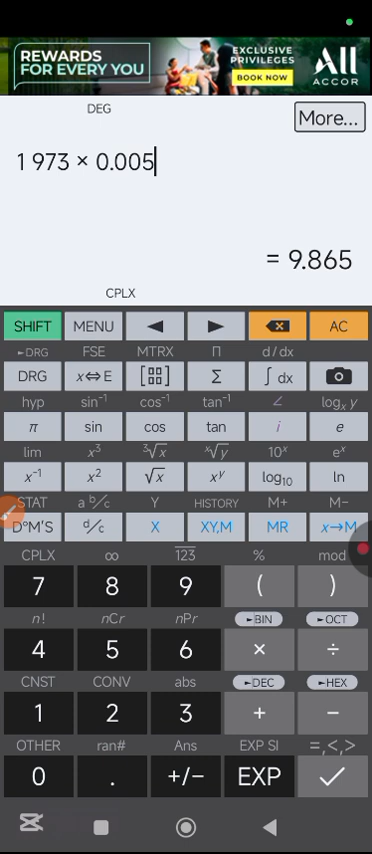 REWARDS
FOR EVERY YOU
EXCLUSIVE
PRIVILEGES
BOOK NOW
All
ACCOR
DEG
More...
1 973 × 0.005
= 9.865
CPLX
SHIFT MENU ◄ ► AC
►DRG FSE MTRX Π d/dx
DRG x⇔E Σ ∫ dx
hyp sin⁻¹ cos⁻¹ tan⁻¹ ∠ logₓ y
π sin cos tan i e
lim x³ ³√x ˣ√y 10ˣ eˣ
x⁻¹ x² √x xʸ log₁₀ ln
STAT a b/c Y HISTORY M+ M−
D°M'S d/c X XY,M MR x→M
CPLX ∞ 123 % mod
7 8 9 ( )
n! nCr nPr ►BIN ►OCT
4 5 6 × ÷
CNST CONV abs ►DEC ►HEX
1 2 3 + −
OTHER ran# Ans EXP SI =,<,>
0 . +/− EXP ✓